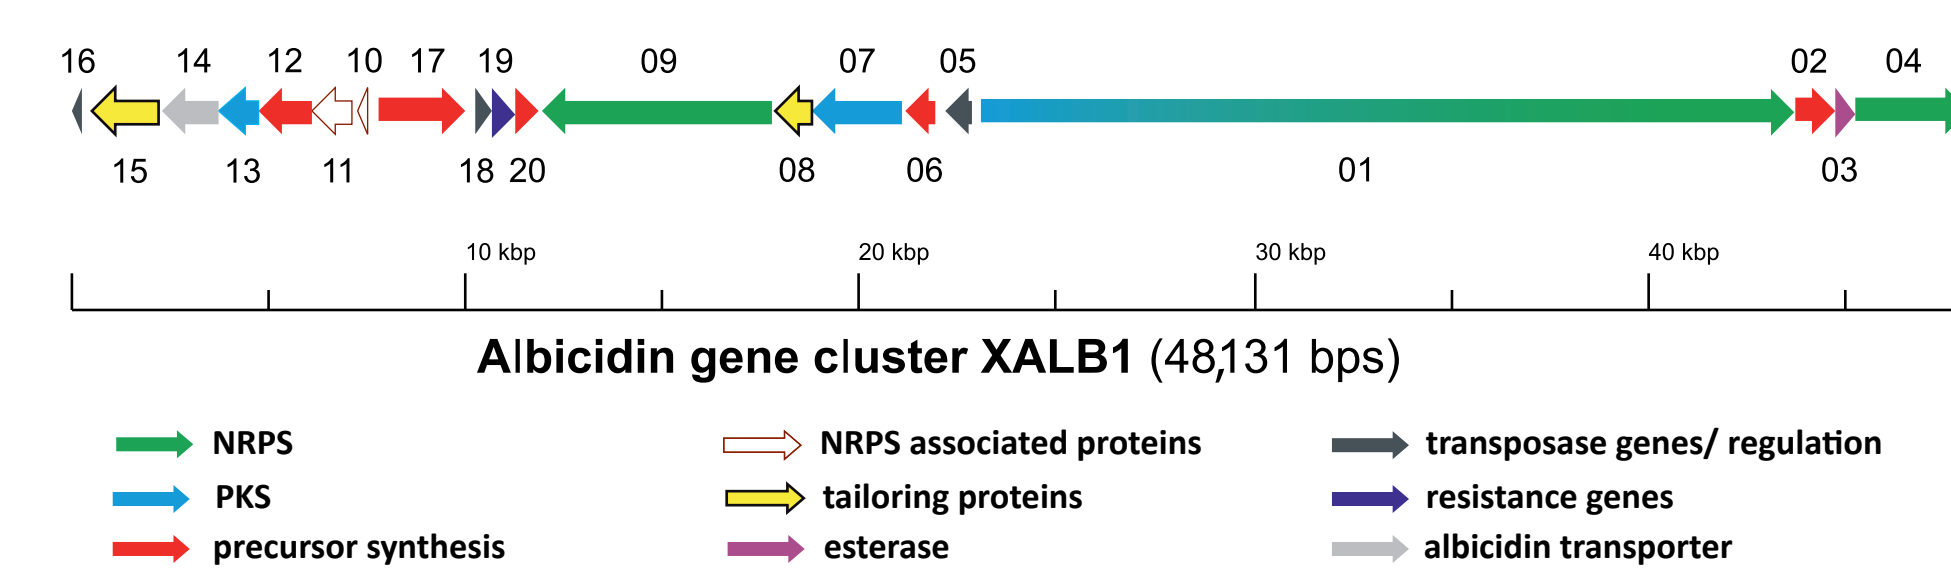 16 14 12 10 17 19 09 07 05 02 04
15 13 11 18 20 08 06 01 03
10 kbp 20 kbp 30 kbp 40 kbp
Albicidin gene cluster XALB1 (48,131 bps)
NRPS NRPS associated proteins transposase genes/ regulation
PKS tailoring proteins resistance genes
precursor synthesis esterase albicidin transporter